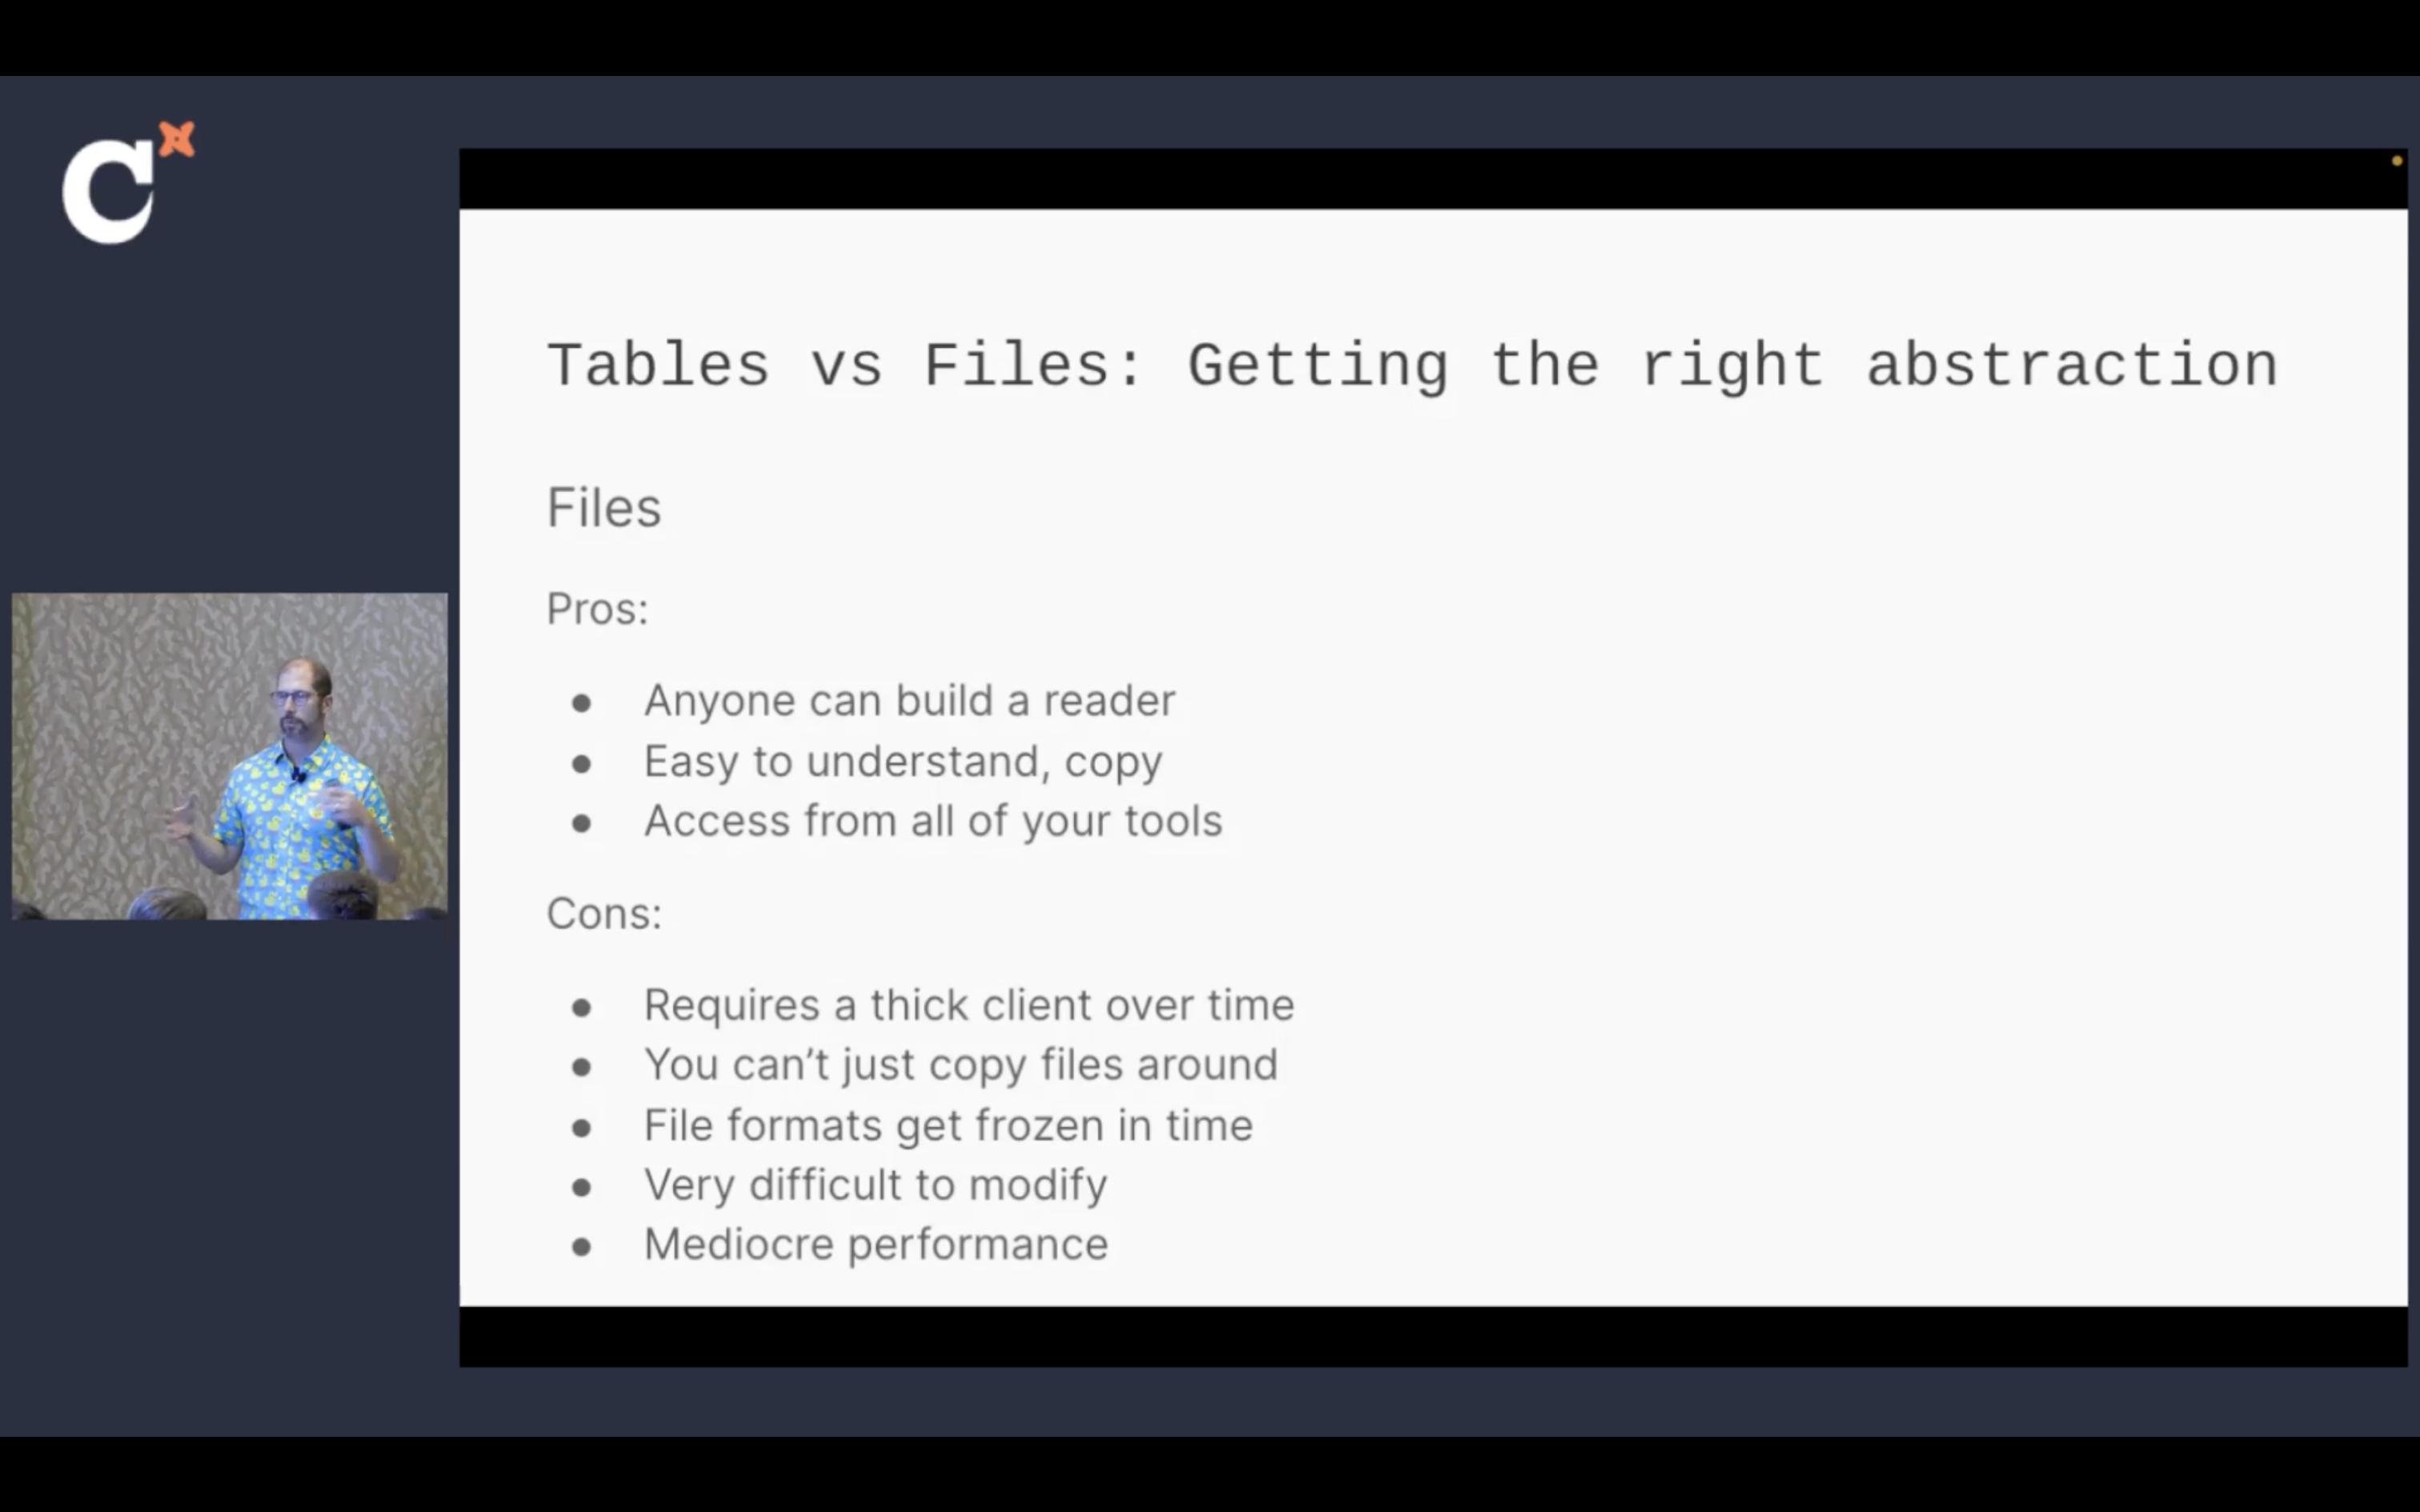 C
Tables vs Files: Getting the right abstraction
Files
Pros:
● Anyone can build a reader
● Easy to understand, copy
● Access from all of your tools
Cons:
● Requires a thick client over time
● You can’t just copy files around
● File formats get frozen in time
● Very difficult to modify
● Mediocre performance